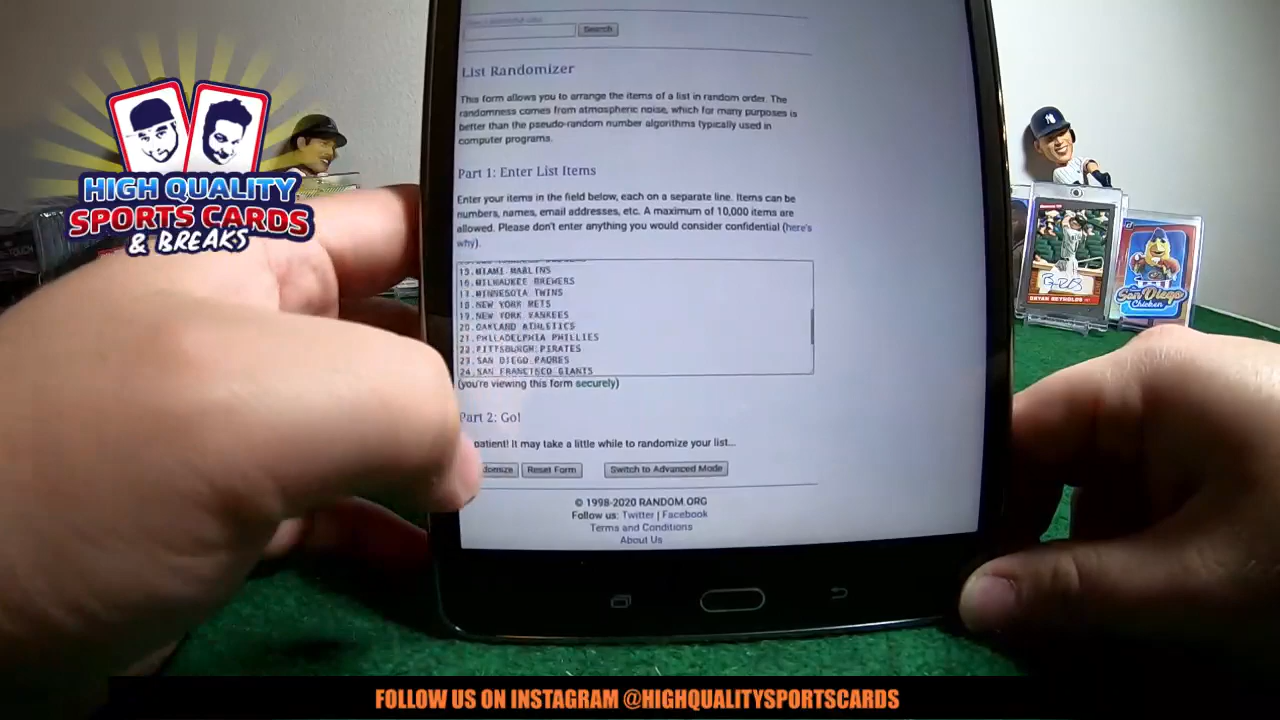 HIGH QUALITY
SPORTS CARDS
& BREAKS
Search
List Randomizer
This form allows you to arrange the items of a list in random order. The
randomness comes from atmospheric noise, which for many purposes is
better than the pseudo-random number algorithms typically used in
computer programs.
Part 1: Enter List Items
Enter your items in the field below, each on a separate line. Items can be
numbers, names, email addresses, etc. A maximum of 10,000 items are
allowed. Please don't enter anything you would consider confidential (here's
why).
15.MIAMI MARLINS
16.MILWAUKEE BREWERS
17.MINNESOTA TWINS
18.NEW YORK METS
19.NEW YORK YANKEES
20.OAKLAND ATHLETICS
21.PHILADELPHIA PHILLIES
22.PITTSBURGH PIRATES
23.SAN DIEGO PADRES
24.SAN FRANCISCO GIANTS
(you're viewing this form securely)
Part 2: Go!
patient! It may take a little while to randomize your list...
domize Reset Form Switch to Advanced Mode
© 1998-2020 RANDOM.ORG
Follow us: Twitter | Facebook
Terms and Conditions
About Us
BRYAN REYNOLDS
San Diego
Chicken
FOLLOW US ON INSTAGRAM @HIGHQUALITYSPORTSCARDS